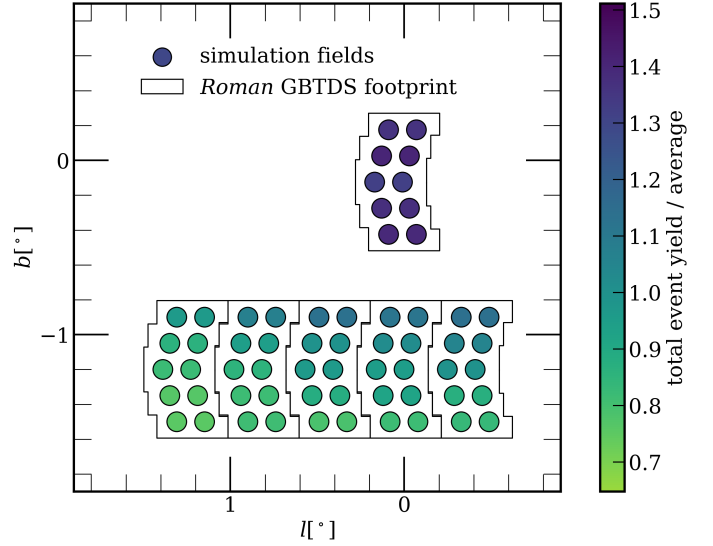 simulation fields
Roman GBTDS footprint
0
−1
b[°]
1
0
l[°]
1.5
1.4
1.3
1.2
1.1
1.0
0.9
0.8
0.7
total event yield / average